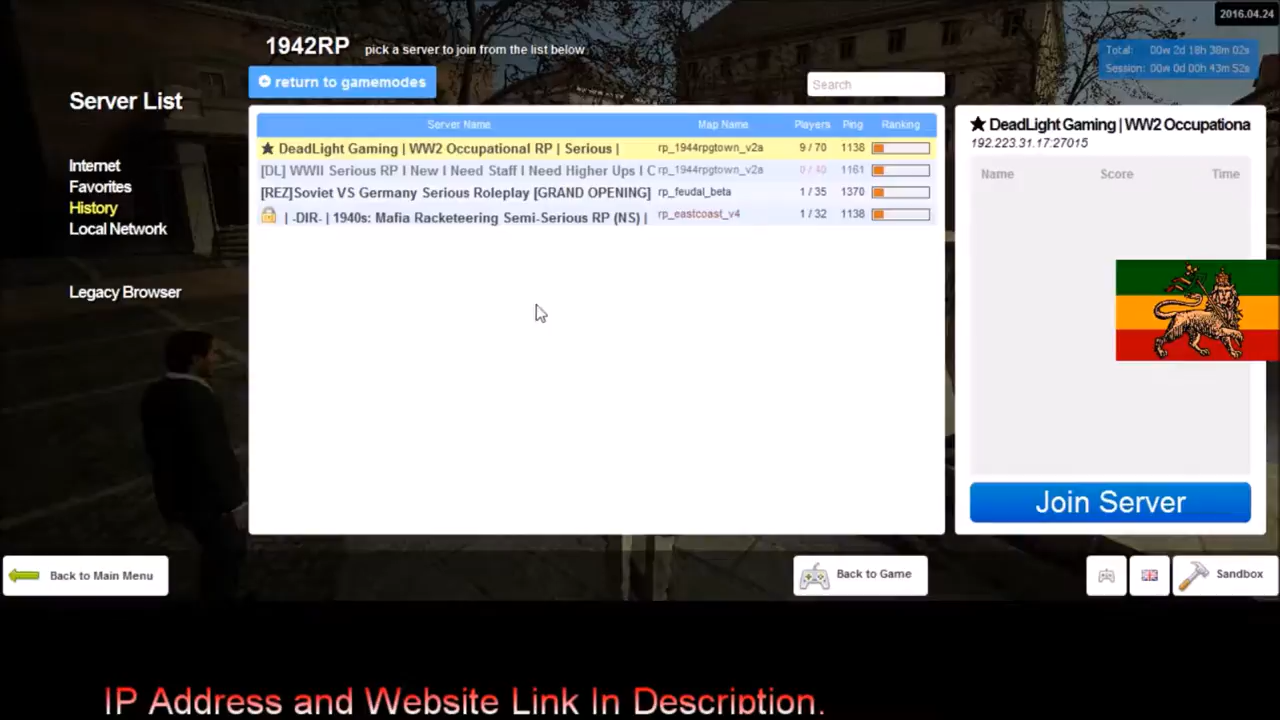 2016.04.24
1942RP pick a server to join from the list below
Total: 00w 2d 18h 38m 02s
Session: 00w 0d 00h 43m 52s
return to gamemodes
Search
Server List
Internet
Favorites
History
Local Network
Legacy Browser
Server Name Map Name Players Ping Ranking
★ DeadLight Gaming | WW2 Occupational RP | Serious | rp_1944rpgtown_v2a 9 / 70 1138
[DL] WWII Serious RP I New I Need Staff I Need Higher Ups I C rp_1944rpgtown_v2a 0 / 40 1161
[REZ]Soviet VS Germany Serious Roleplay [GRAND OPENING] rp_feudal_beta 1 / 35 1370
| -DIR- | 1940s: Mafia Racketeering Semi-Serious RP (NS) | rp_eastcoast_v4 1 / 32 1138
★ DeadLight Gaming | WW2 Occupationa
192.223.31.17:27015
Name Score Time
Join Server
Back to Main Menu
Back to Game
Sandbox
IP Address and Website Link In Description.